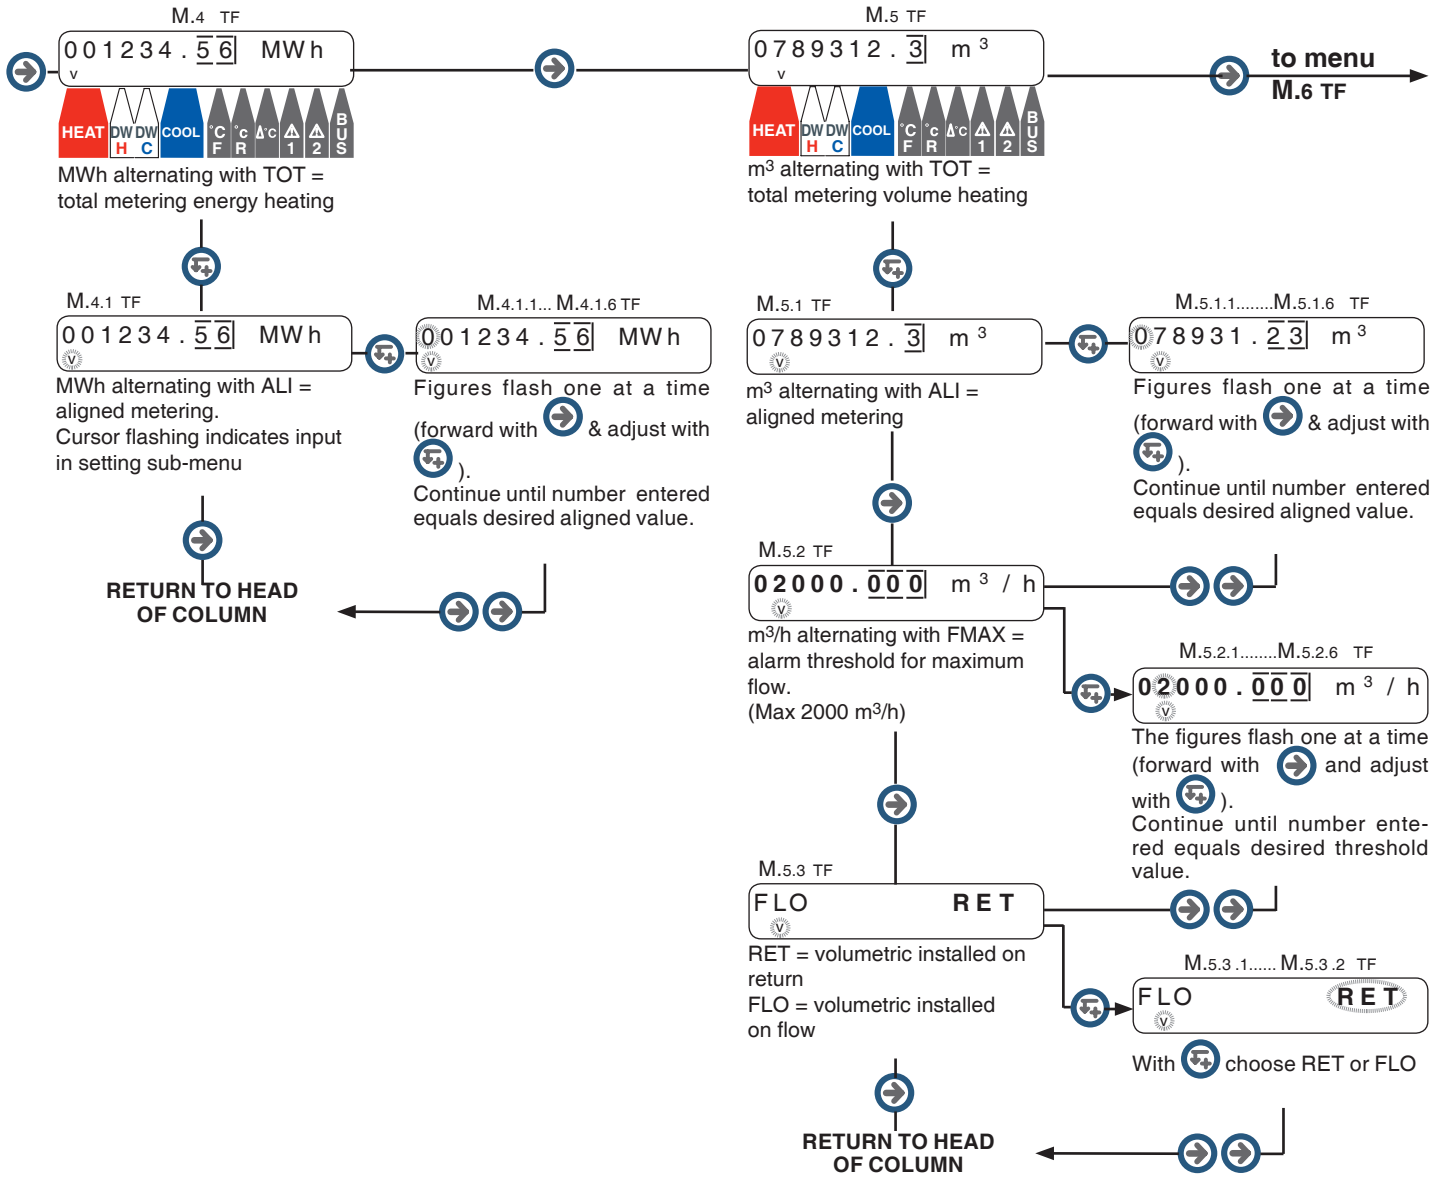 M.4 TF
001234.56 MWh
v
HEAT DW H DW C COOL °C F °C R Δ°C ⚠ 1 ⚠ 2 BUS
MWh alternating with TOT =
total metering energy heating
M.4.1 TF
001234.56 MWh
v
MWh alternating with ALI =
aligned metering.
Cursor flashing indicates input
in setting sub-menu
RETURN TO HEAD
OF COLUMN
M.4.1.1... M.4.1.6 TF
001234.56 MWh
v
Figures flash one at a time
(forward with & adjust with
).
Continue until number entered
equals desired aligned value.
M.5 TF
0789312.3 m³
v
HEAT DW H DW C COOL °C F °C R Δ°C ⚠ 1 ⚠ 2 BUS
m³ alternating with TOT =
total metering volume heating
to menu
M.6 TF
M.5.1 TF
0789312.3 m³
v
m³ alternating with ALI =
aligned metering
M.5.1.1........M.5.1.6 TF
078931.23 m³
v
Figures flash one at a time
(forward with & adjust with
).
Continue until number entered
equals desired aligned value.
M.5.2 TF
02000.000 m³/h
v
m³/h alternating with FMAX =
alarm threshold for maximum
flow.
(Max 2000 m³/h)
M.5.2.1........M.5.2.6 TF
02000.000 m³/h
v
The figures flash one at a time
(forward with and adjust
with ).
Continue until number ente-
red equals desired threshold
value.
M.5.3 TF
FLO RET
v
RET = volumetric installed on
return
FLO = volumetric installed
on flow
M.5.3 .1...... M.5.3 .2 TF
FLO RET
v
With choose RET or FLO
RETURN TO HEAD
OF COLUMN